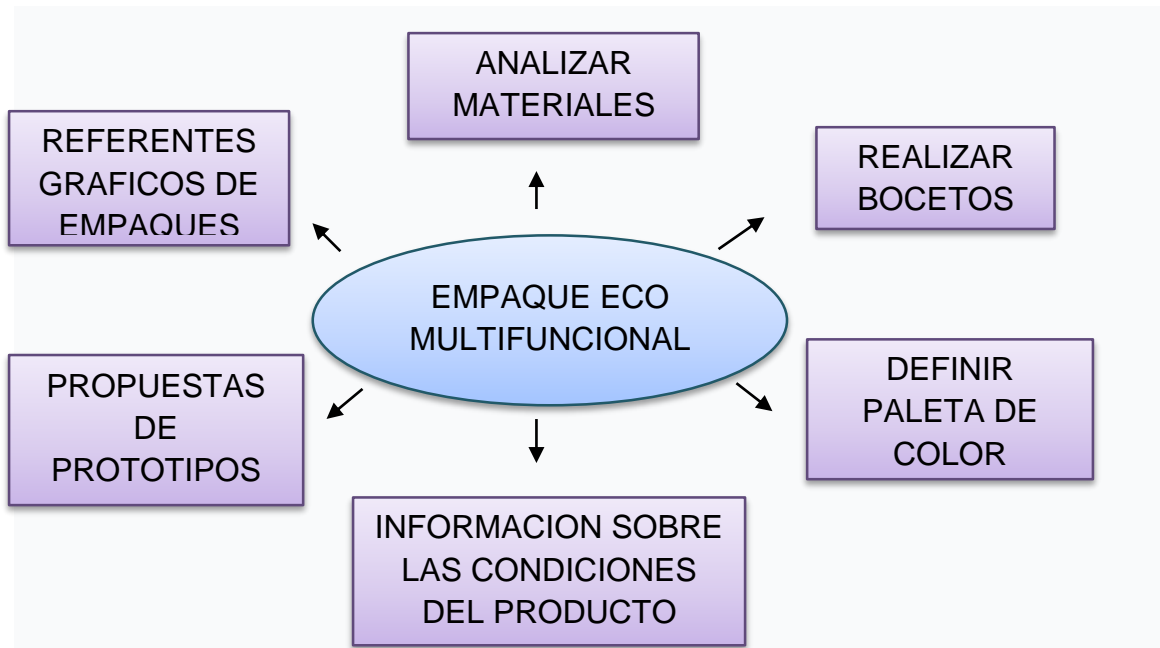 ANALIZAR
MATERIALES
REFERENTES
GRAFICOS DE
EMPAQUES
REALIZAR
BOCETOS
EMPAQUE ECO
MULTIFUNCIONAL
PROPUESTAS
DE
PROTOTIPOS
DEFINIR
PALETA DE
COLOR
INFORMACION SOBRE
LAS CONDICIONES
DEL PRODUCTO